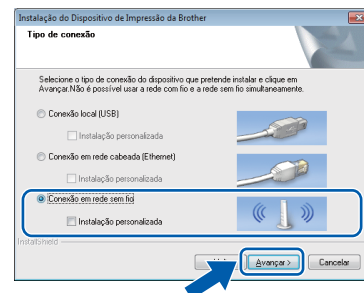 Instalação do Dispositivo de Impressão da Brother
Tipo de conexão
Selecione o tipo de conexão do dispositivo que pretende instalar e clique em
Avançar.Não é possível usar a rede com fio e a rede sem fio simultaneamente.
Conexão local (USB)
Instalação personalizada
Conexão em rede cabeada (Ethernet)
Instalação personalizada
Conexão em rede sem fio
Instalação personalizada
InstallShield
Avançar > Cancelar